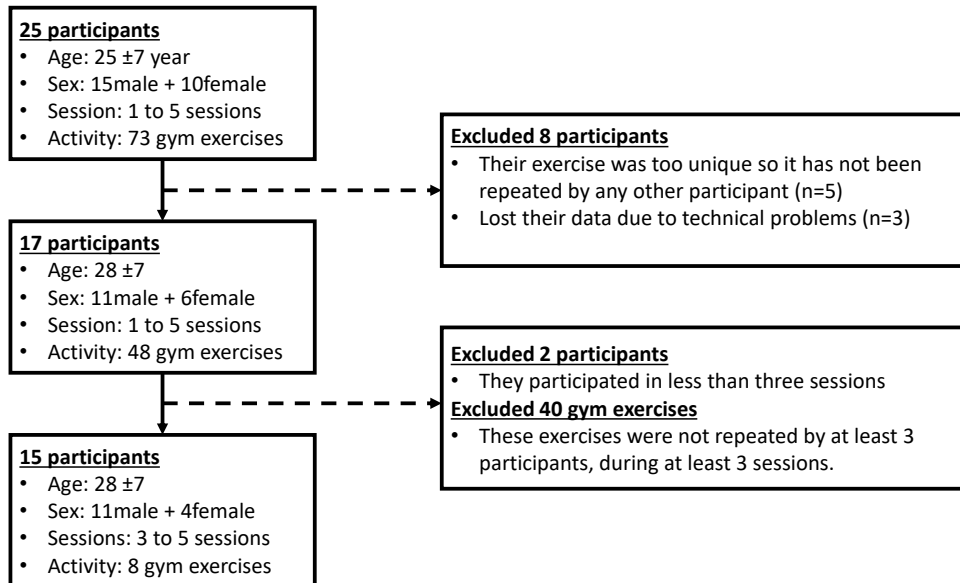 25 participants
• Age: 25 ±7 year
• Sex: 15male + 10female
• Session: 1 to 5 sessions
• Activity: 73 gym exercises
Excluded 8 participants
• Their exercise was too unique so it has not been
repeated by any other participant (n=5)
• Lost their data due to technical problems (n=3)
17 participants
• Age: 28 ±7
• Sex: 11male + 6female
• Session: 1 to 5 sessions
• Activity: 48 gym exercises
Excluded 2 participants
• They participated in less than three sessions
Excluded 40 gym exercises
• These exercises were not repeated by at least 3
participants, during at least 3 sessions.
15 participants
• Age: 28 ±7
• Sex: 11male + 4female
• Sessions: 3 to 5 sessions
• Activity: 8 gym exercises